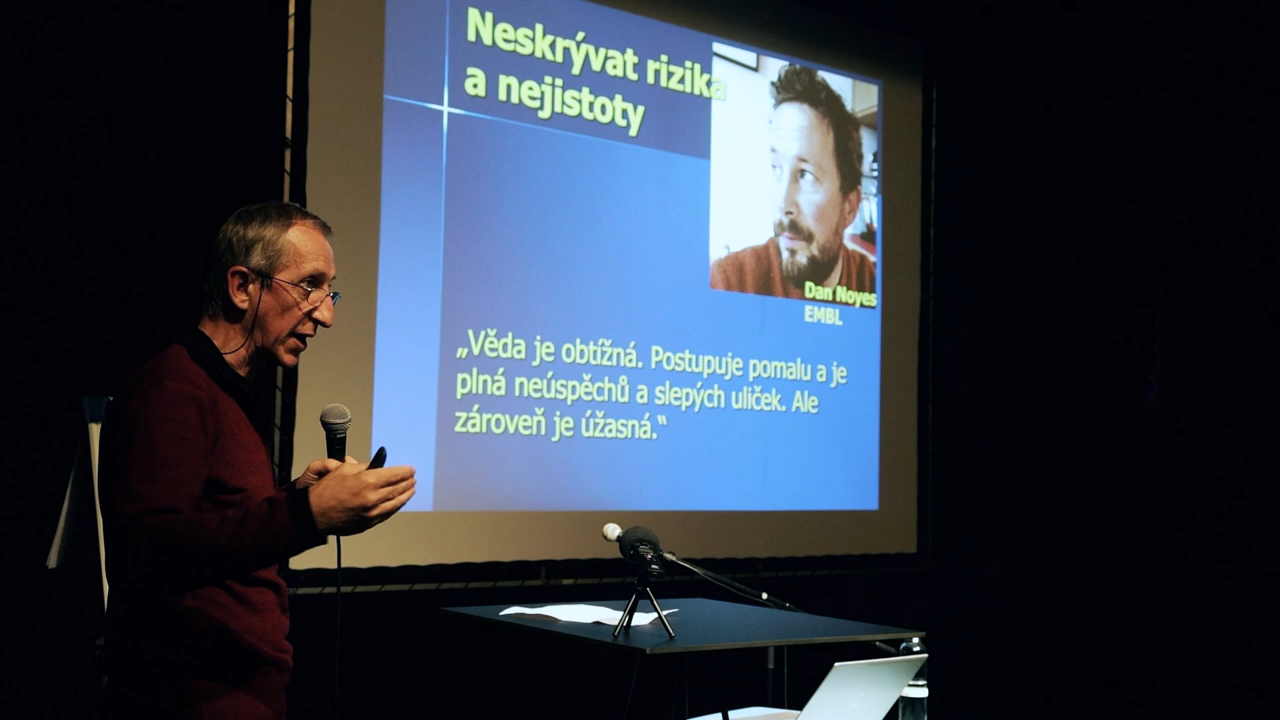 Neskrývat rizika
a nejistoty
Dan Noyes
EMBL
„Věda je obtížná. Postupuje pomalu a je
plná neúspěchů a slepých uliček. Ale
zároveň je úžasná.“